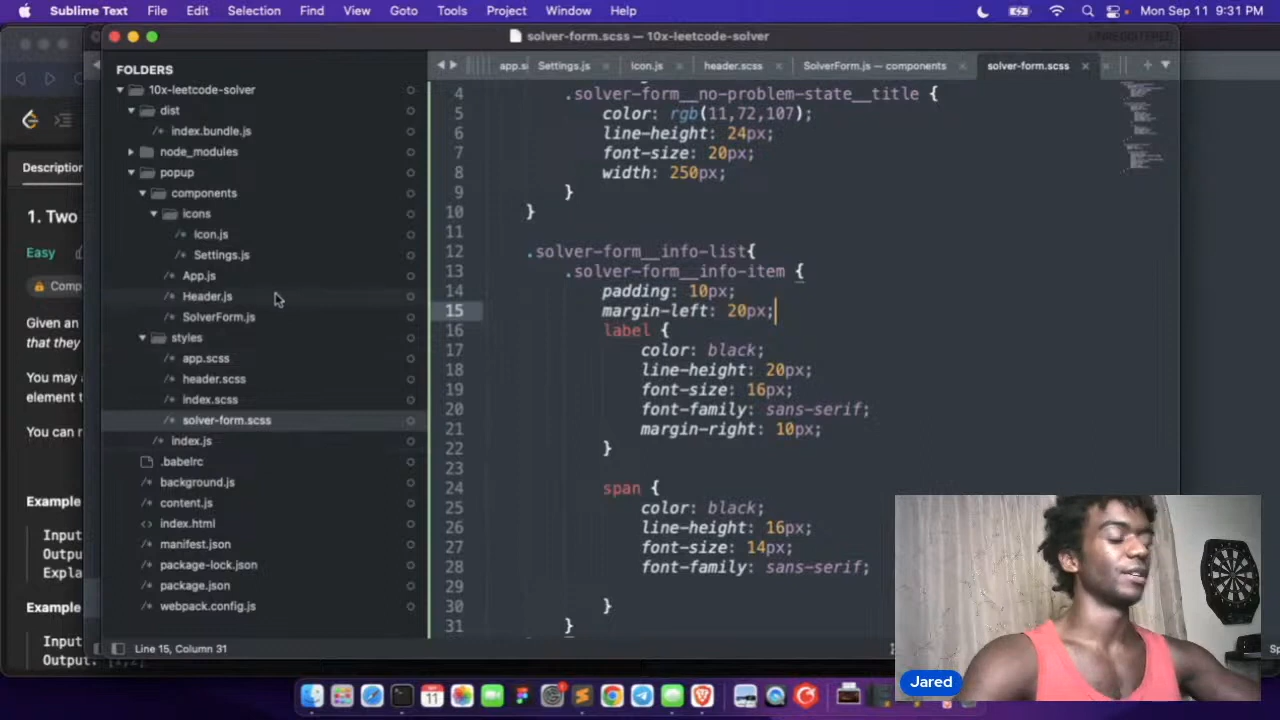 Sublime Text File Edit Selection Find View Goto Tools Project Window Help Mon Sep 11 9:31 PM
solver-form.scss — 10x-leetcode-solver
UNREGISTERED
app.s Settings.js Icon.js header.scss SolverForm.js — components solver-form.scss
FOLDERS
10x-leetcode-solver
dist
index.bundle.js
node_modules
popup
components
icons
Icon.js
Settings.js
App.js
Header.js
SolverForm.js
styles
app.scss
header.scss
index.scss
solver-form.scss
index.js
.babelrc
background.js
content.js
index.html
manifest.json
package-lock.json
package.json
webpack.config.js
Description
1. Two
Easy
Comp
Given an
that they
You may
element t
You can r
Example
Input
Outpu
Expla
Example
Input
Output: [1,2]
4 .solver-form__no-problem-state__title {
5 color: rgb(11,72,107);
6 line-height: 24px;
7 font-size: 20px;
8 width: 250px;
9 }
10 }
11
12 .solver-form__info-list{
13 .solver-form__info-item {
14 padding: 10px;
15 margin-left: 20px;
16 label {
17 color: black;
18 line-height: 20px;
19 font-size: 16px;
20 font-family: sans-serif;
21 margin-right: 10px;
22 }
23
24 span {
25 color: black;
26 line-height: 16px;
27 font-size: 14px;
28 font-family: sans-serif;
29
30 }
31 }
Line 15, Column 31
Sp
11
Jared